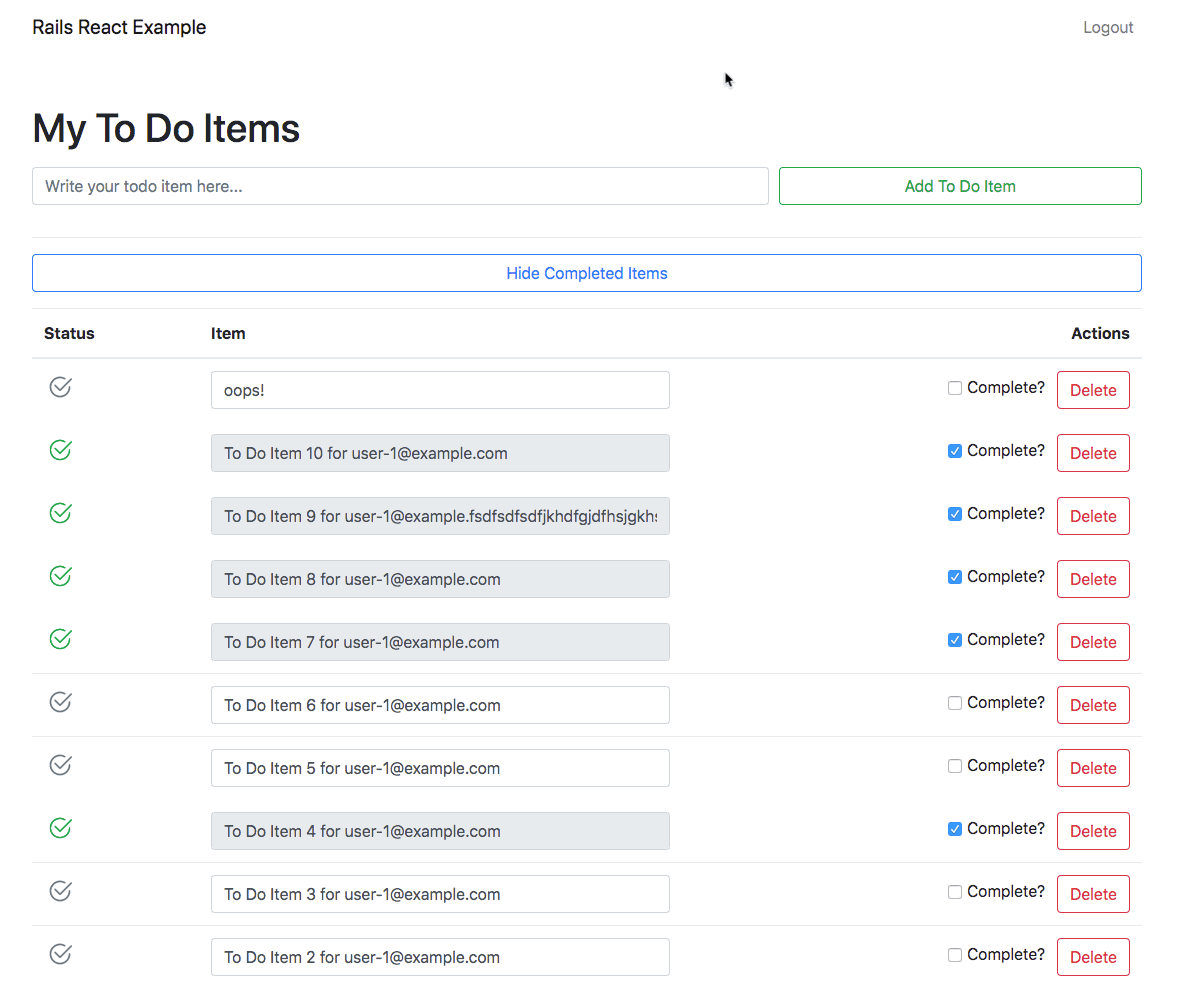 Rails React Example Logout
My To Do Items
Write your todo item here... Add To Do Item
Hide Completed Items
Status Item Actions
oops! Complete? Delete
To Do Item 10 for user-1@example.com Complete? Delete
To Do Item 9 for user-1@example.fsdfsdfsdfjkhdfgjdfhsjgkhs Complete? Delete
To Do Item 8 for user-1@example.com Complete? Delete
To Do Item 7 for user-1@example.com Complete? Delete
To Do Item 6 for user-1@example.com Complete? Delete
To Do Item 5 for user-1@example.com Complete? Delete
To Do Item 4 for user-1@example.com Complete? Delete
To Do Item 3 for user-1@example.com Complete? Delete
To Do Item 2 for user-1@example.com Complete? Delete